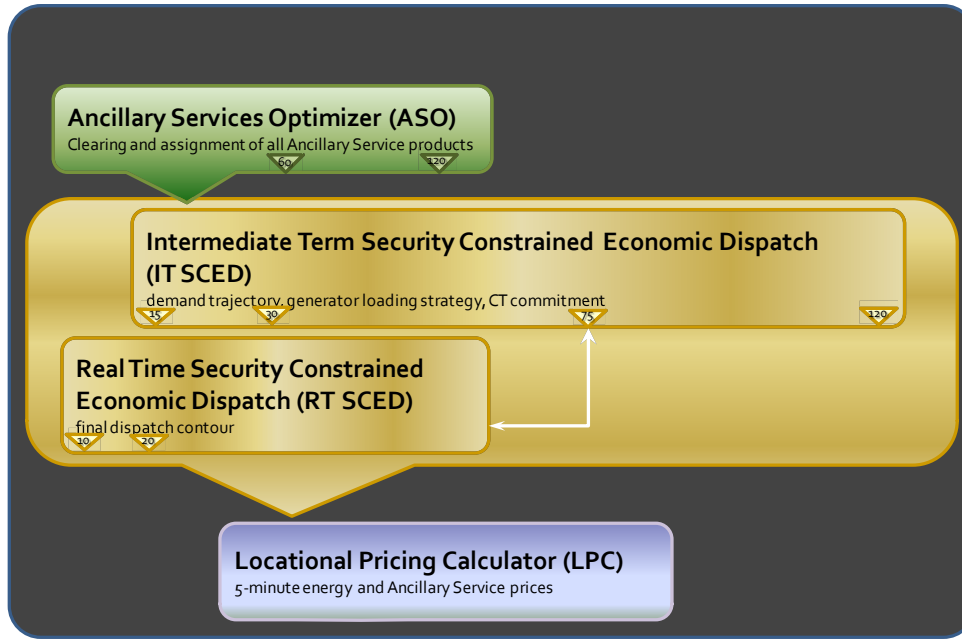 Ancillary Services Optimizer (ASO)
Clearing and assignment of all Ancillary Service products
60 120
Intermediate Term Security Constrained Economic Dispatch
(IT SCED)
demand trajectory, generator loading strategy, CT commitment
15 30 75 120
Real Time Security Constrained
Economic Dispatch (RT SCED)
final dispatch contour
10 20
Locational Pricing Calculator (LPC)
5-minute energy and Ancillary Service prices